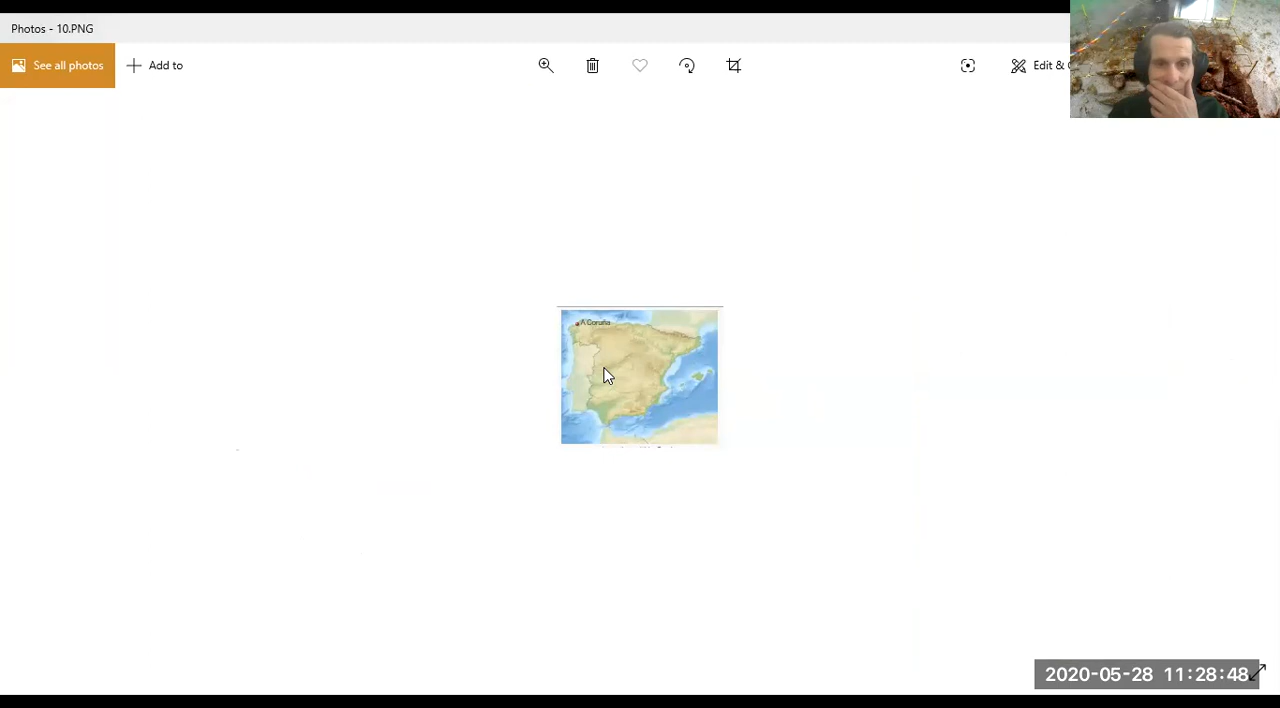 Photos - 10.PNG
See all photos
Add to
Edit &
A Coruña
2020-05-28 11:28:48